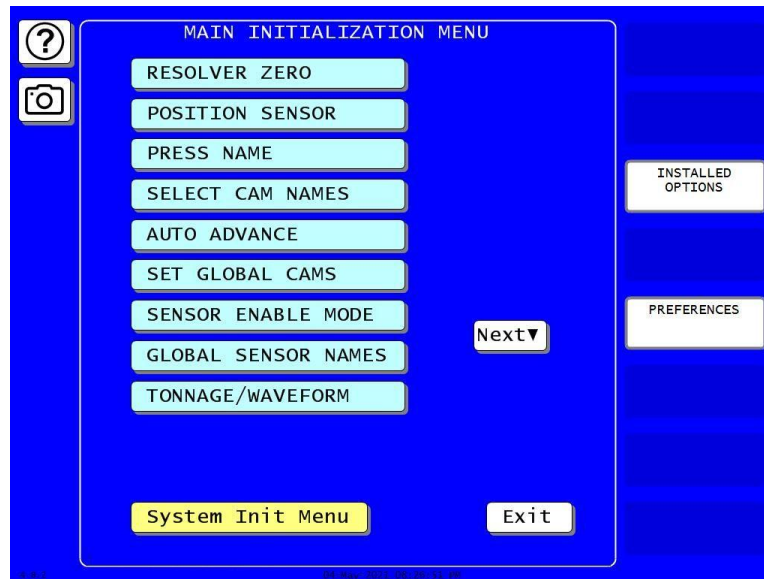 MAIN INITIALIZATION MENU
?
RESOLVER ZERO
POSITION SENSOR
PRESS NAME
SELECT CAM NAMES
AUTO ADVANCE
SET GLOBAL CAMS
SENSOR ENABLE MODE
GLOBAL SENSOR NAMES
TONNAGE/WAVEFORM
Next▼
System Init Menu
Exit
INSTALLED
OPTIONS
PREFERENCES